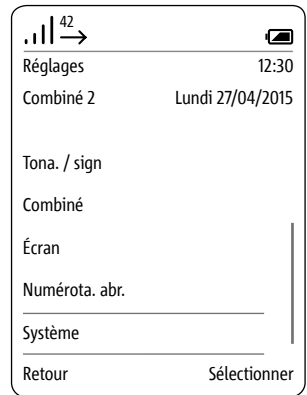 42
Réglages 12:30
Combiné 2 Lundi 27/04/2015
Tona. / sign
Combiné
Écran
Numérota. abr.
Système
Retour Sélectionner